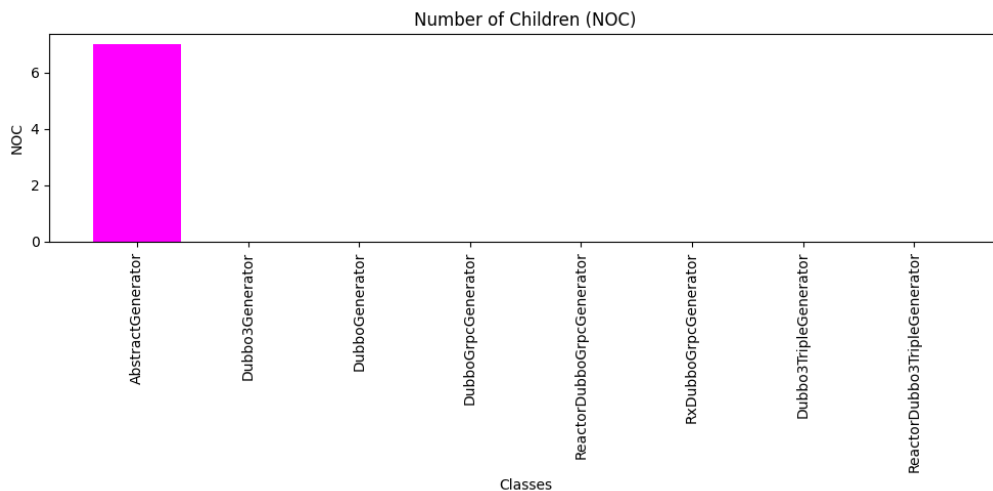 Number of Children (NOC)
NOC
6
4
2
0
AbstractGenerator
Dubbo3Generator
DubboGenerator
DubboGrpcGenerator
ReactorDubboGrpcGenerator
RxDubboGrpcGenerator
Dubbo3TripleGenerator
ReactorDubbo3TripleGenerator
Classes